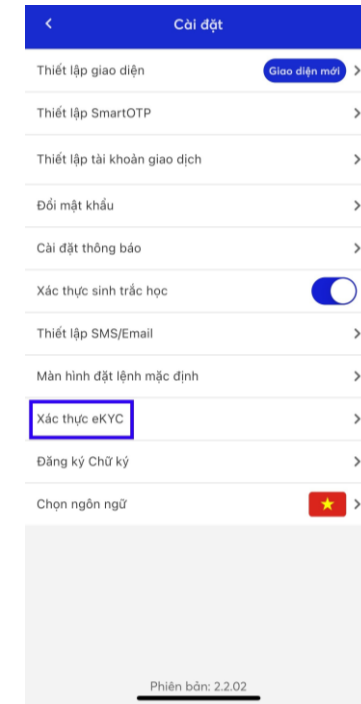 Cài đặt
Thiết lập giao diện Giao diện mới
Thiết lập SmartOTP
Thiết lập tài khoản giao dịch
Đổi mật khẩu
Cài đặt thông báo
Xác thực sinh trắc học
Thiết lập SMS/Email
Màn hình đặt lệnh mặc định
Xác thực eKYC
Đăng ký Chữ ký
Chọn ngôn ngữ
Phiên bản: 2.2.02